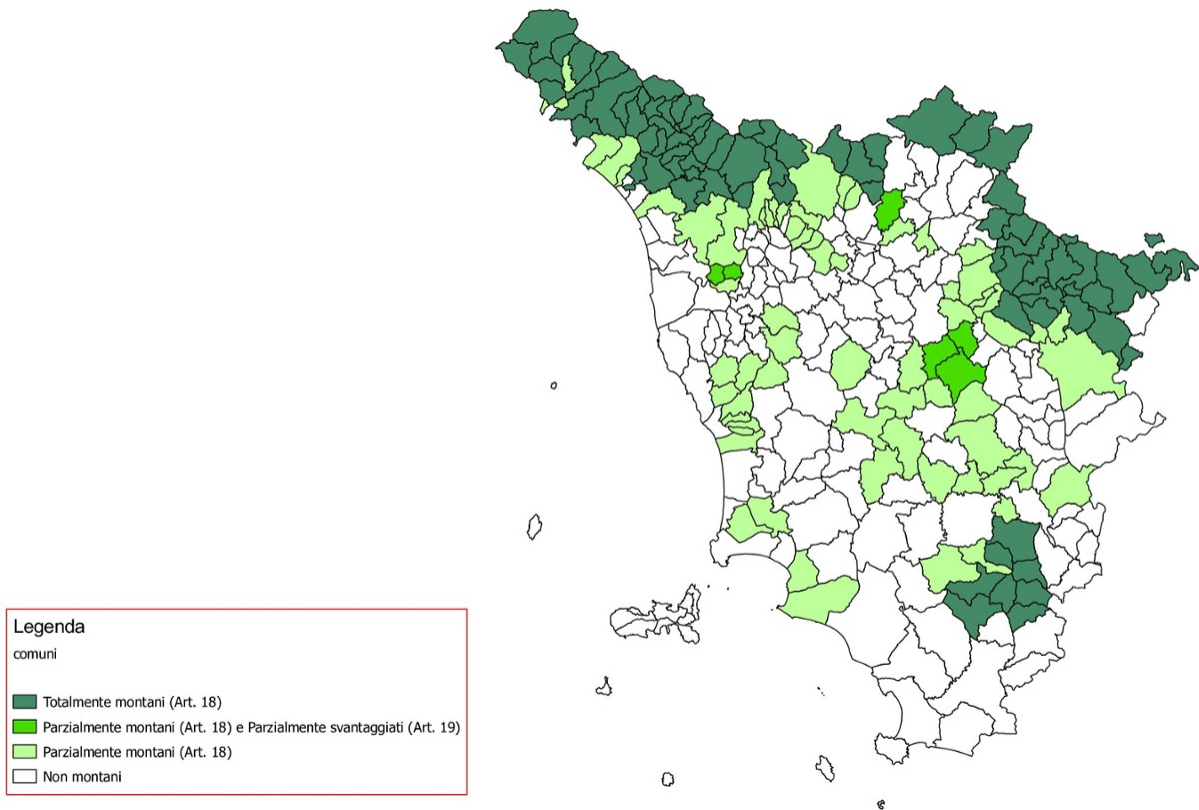 Legenda
comuni
Totalmente montani (Art. 18)
Parzialmente montani (Art. 18) e Parzialmente svantaggiati (Art. 19)
Parzialmente montani (Art. 18)
Non montani